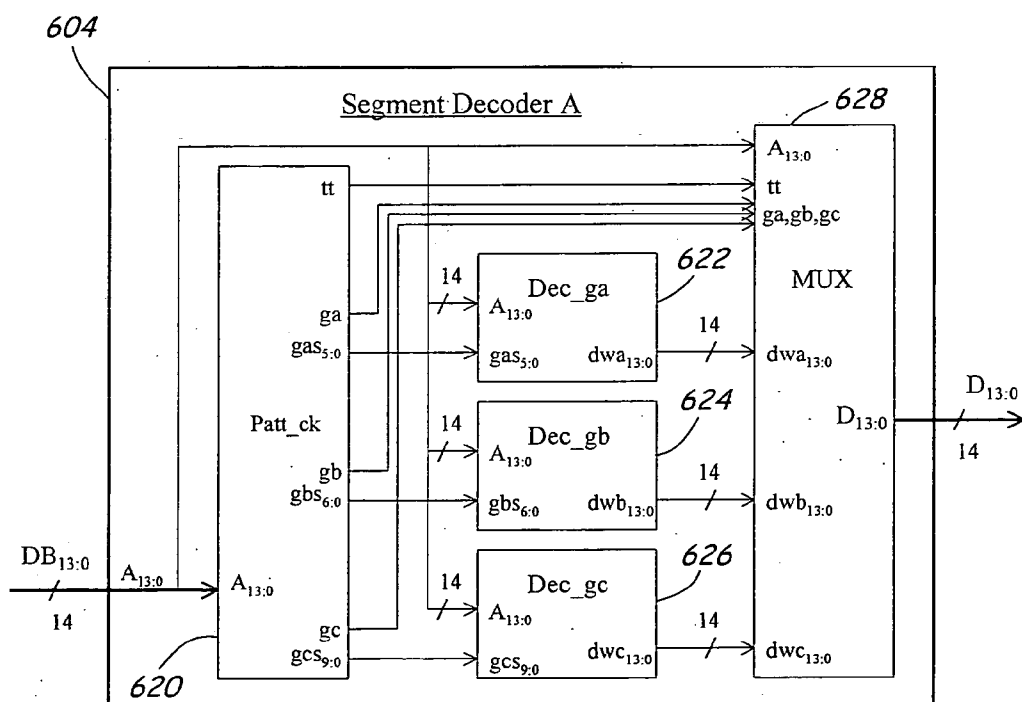 604
Segment Decoder A
628
A13:0
tt
tt
ga,gb,gc
MUX
622
14
Dec_ga
A13:0
ga
gas5:0
gas5:0
dwa13:0
14
dwa13:0
Patt_ck
624
14
Dec_gb
A13:0
D13:0
D13:0
14
gb
gbs6:0
gbs6:0
dwb13:0
14
dwb13:0
626
DB13:0
14
A13:0
A13:0
14
Dec_gc
A13:0
gc
gcs9:0
gcs9:0
dwc13:0
14
dwc13:0
620